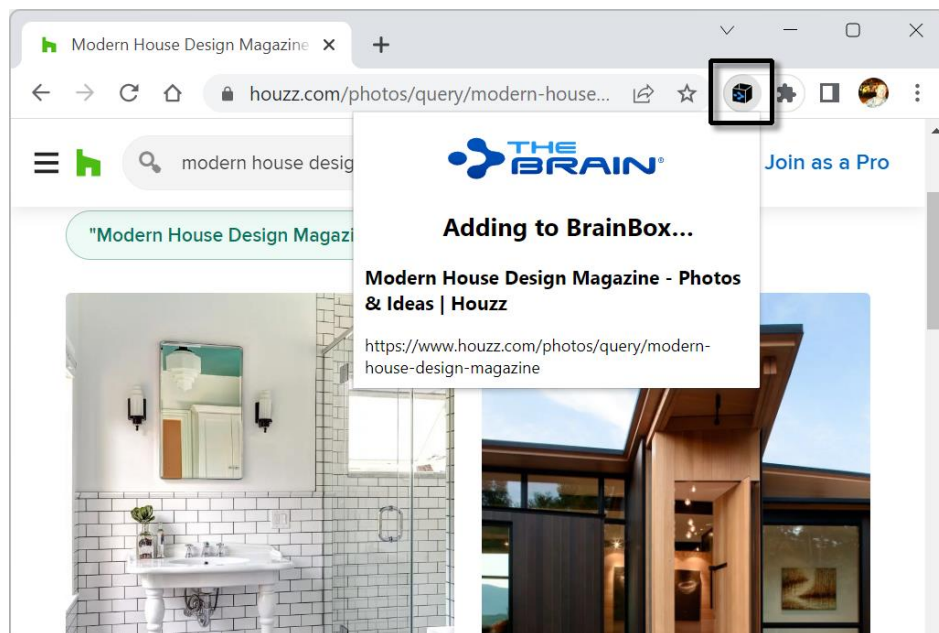 Modern House Design Magazine
houzz.com/photos/query/modern-house...
modern house desig
Join as a Pro
"Modern House Design Magazi
THE
BRAIN®
Adding to BrainBox...
Modern House Design Magazine - Photos
& Ideas | Houzz
https://www.houzz.com/photos/query/modern-
house-design-magazine